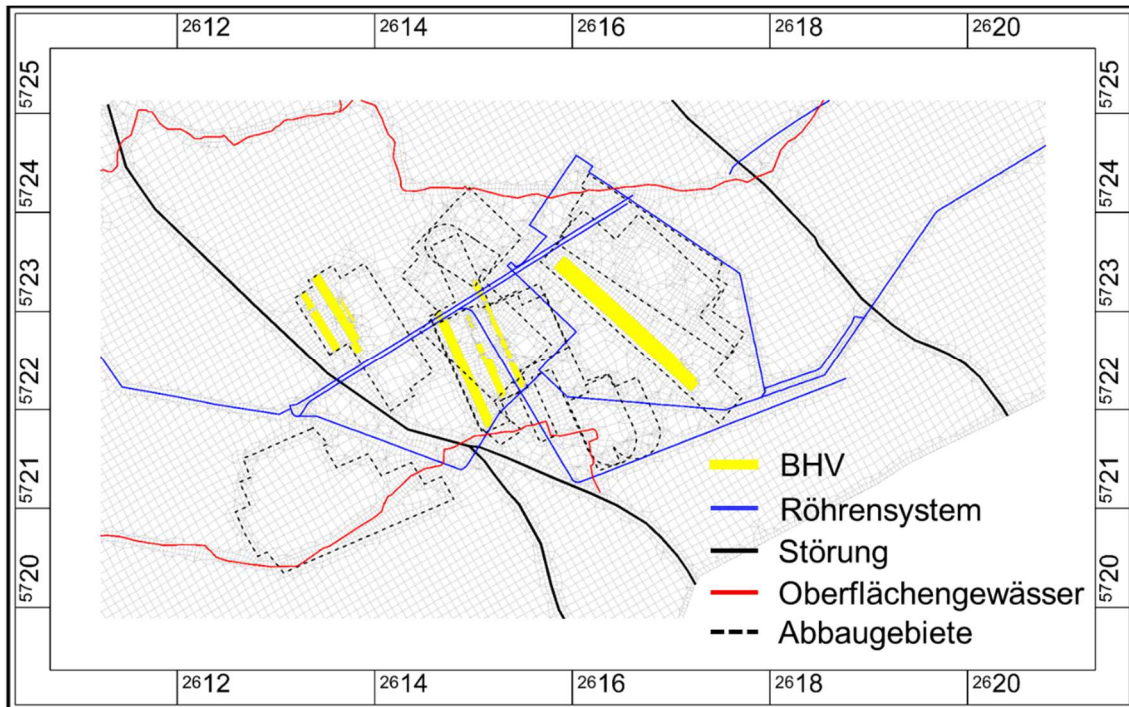 2612 2614 2616 2618 2620
5725 5725
5724 5724
5723 5723
5722 5722
5721 5721
5720 5720
BHV
Röhrensystem
Störung
Oberflächengewässer
Abbaugebiete
2612 2614 2616 2618 2620